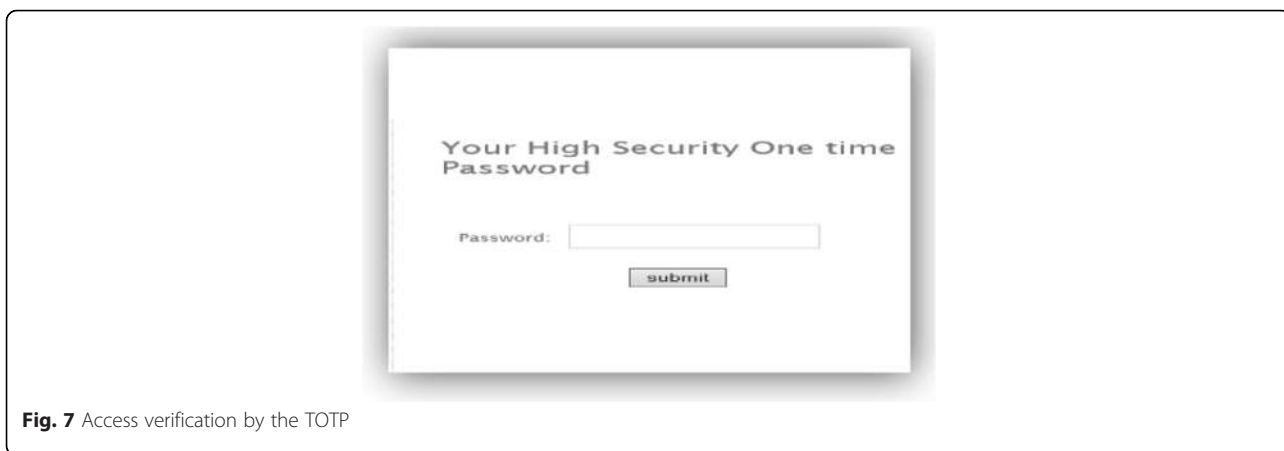 Your High Security One time
Password
Password:
submit
Fig. 7 Access verification by the TOTP